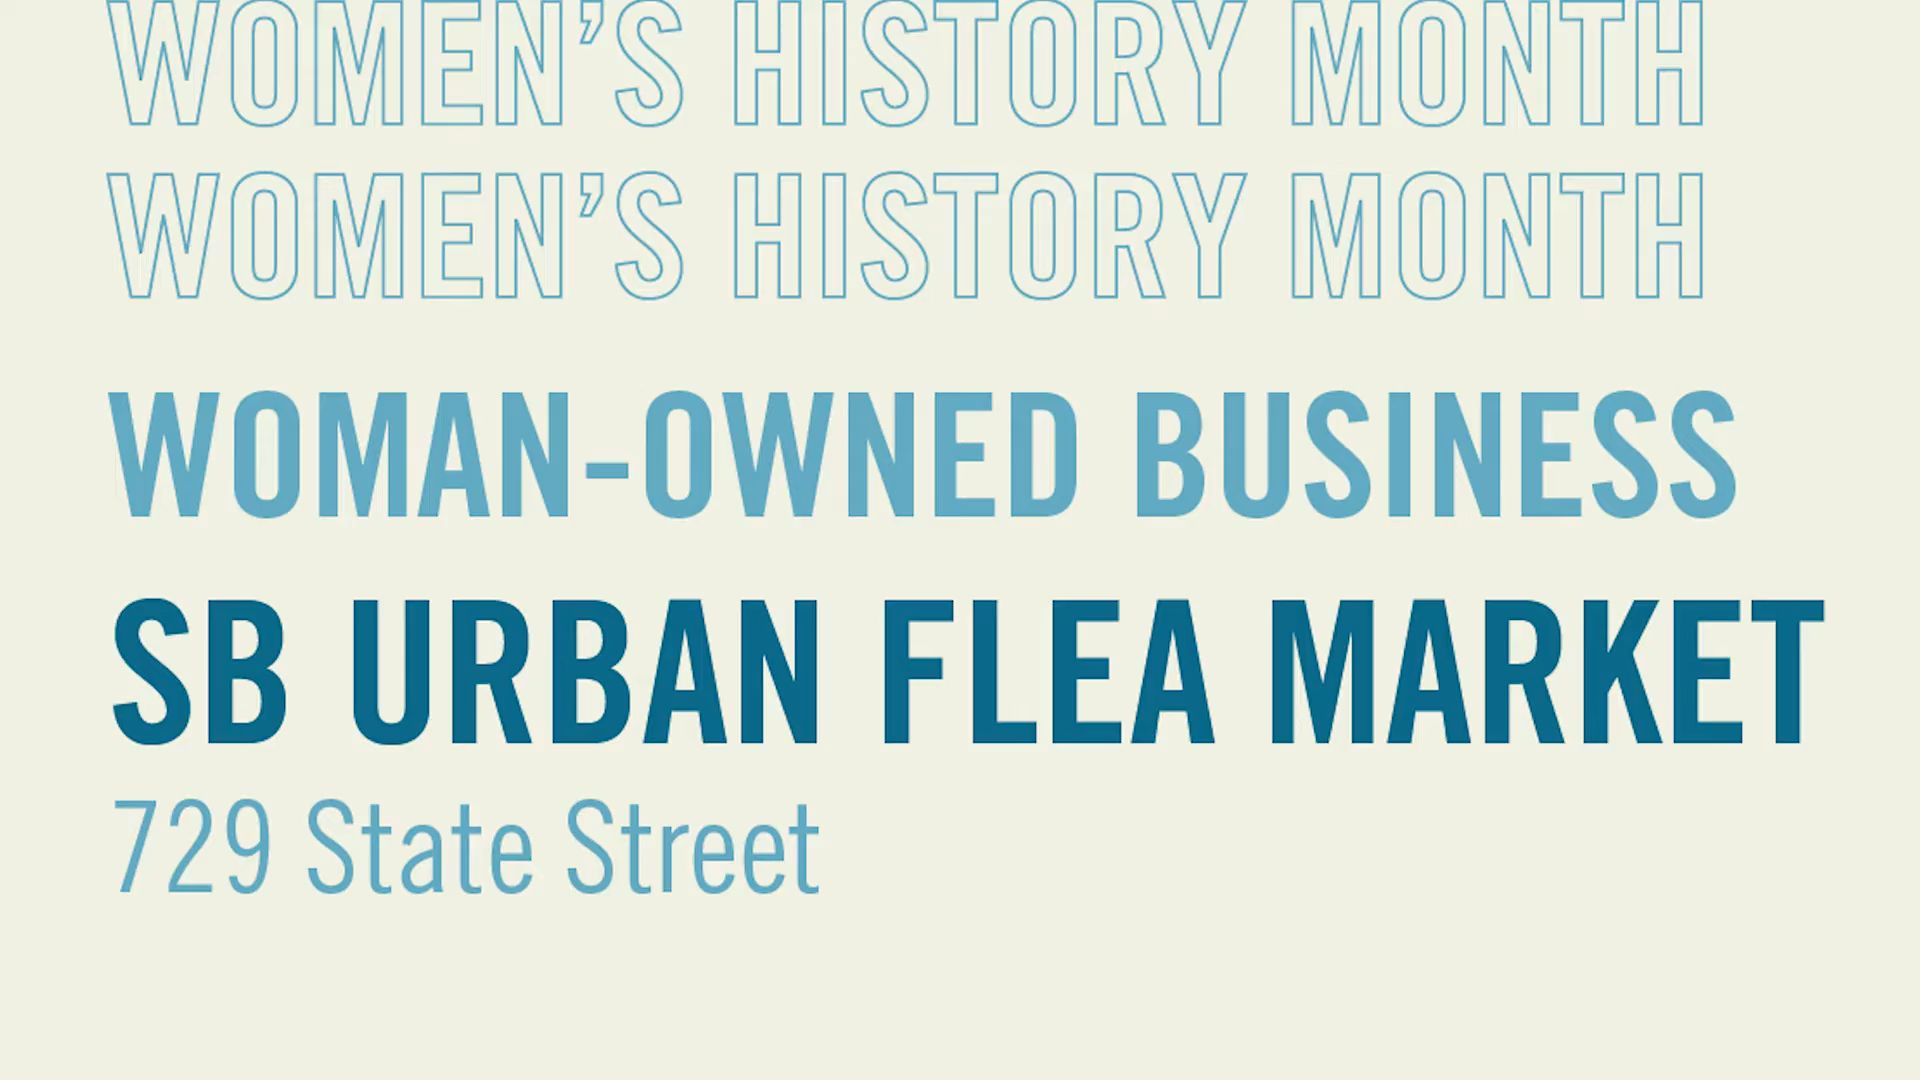 WOMEN’S HISTORY MONTH
WOMEN’S HISTORY MONTH
WOMAN-OWNED BUSINESS
SB URBAN FLEA MARKET
729 State Street